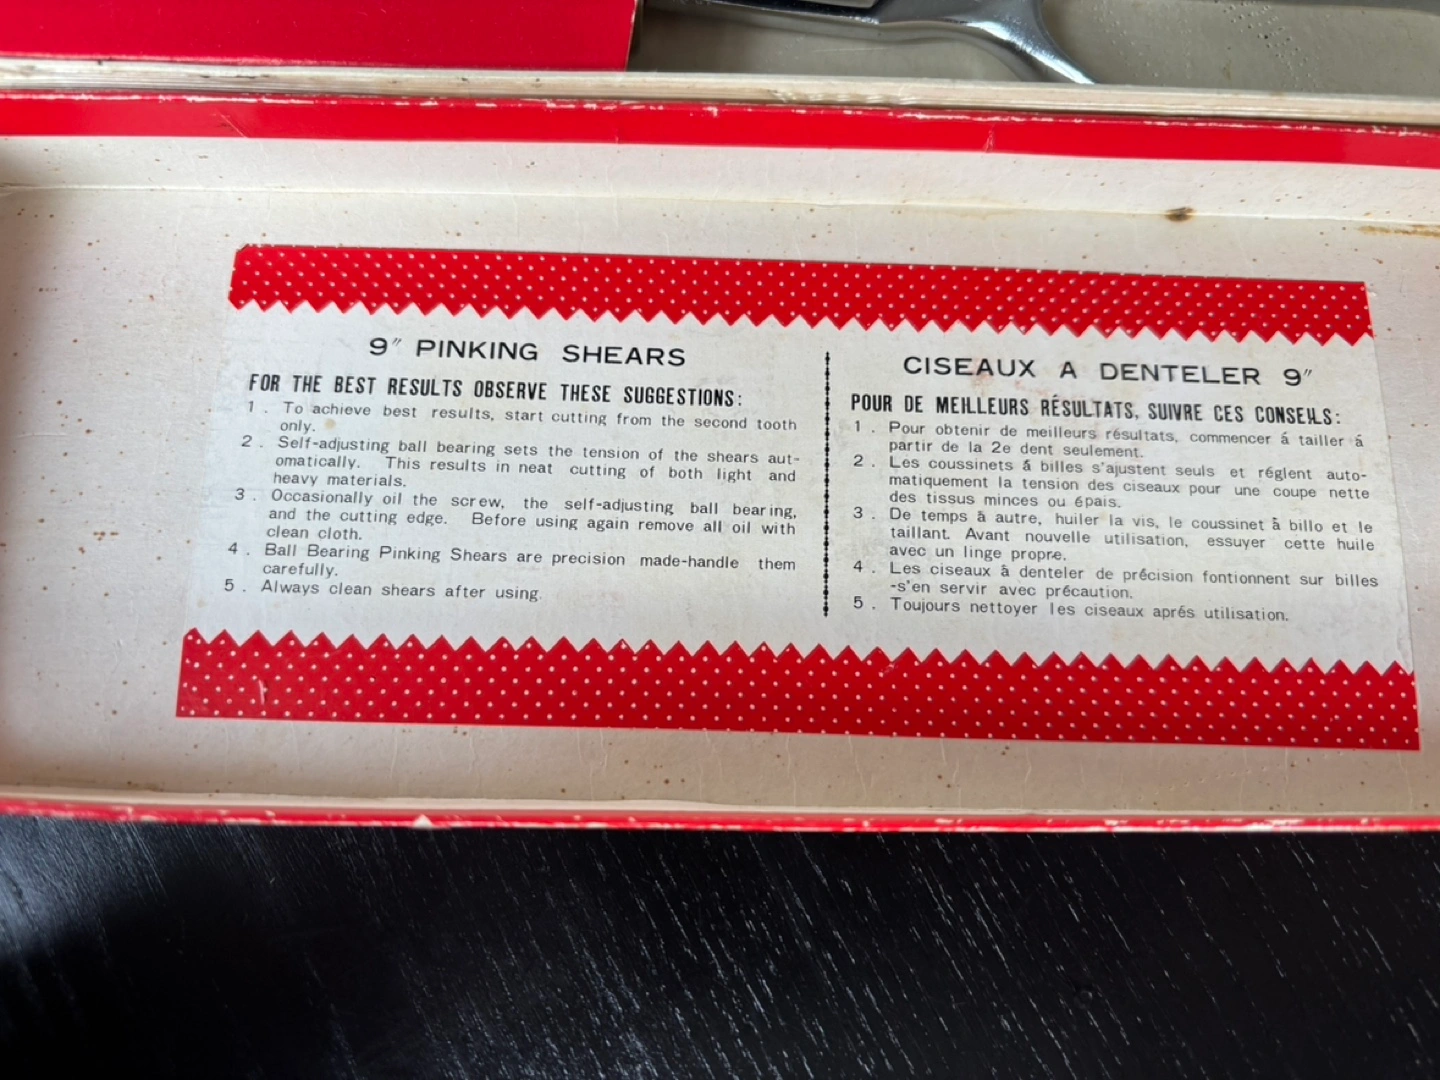 9″ PINKING SHEARS
FOR THE BEST RESULTS OBSERVE THESE SUGGESTIONS:
1. To achieve best results, start cutting from the second tooth
only.
2. Self-adjusting ball bearing sets the tension of the shears aut-
omatically. This results in neat cutting of both light and
heavy materials.
3. Occasionally oil the screw, the self-adjusting ball bearing,
and the cutting edge. Before using again remove all oil with
clean cloth.
4. Ball Bearing Pinking Shears are precision made-handle them
carefully.
5. Always clean shears after using.
CISEAUX A DENTELER 9″
POUR DE MEILLEURS RÉSULTATS, SUIVRE CES CONSEILS:
1. Pour obtenir de meilleurs résultats, commencer á tailler á
partir de la 2e dent seulement.
2. Les coussinets á billes s'ajustent seuls et réglent auto-
matiquement la tension des ciseaux pour une coupe nette
des tissus minces ou épais.
3. De temps â autre, huiler la vis, le coussinet â billo et le
taillant. Avant nouvelle utilisation, essuyer cette huile
avec un linge propre.
4. Les ciseaux â denteler de précision fontionnent sur billes
-s'en servir avec précaution.
5. Toujours nettoyer les ciseaux aprés utilisation.